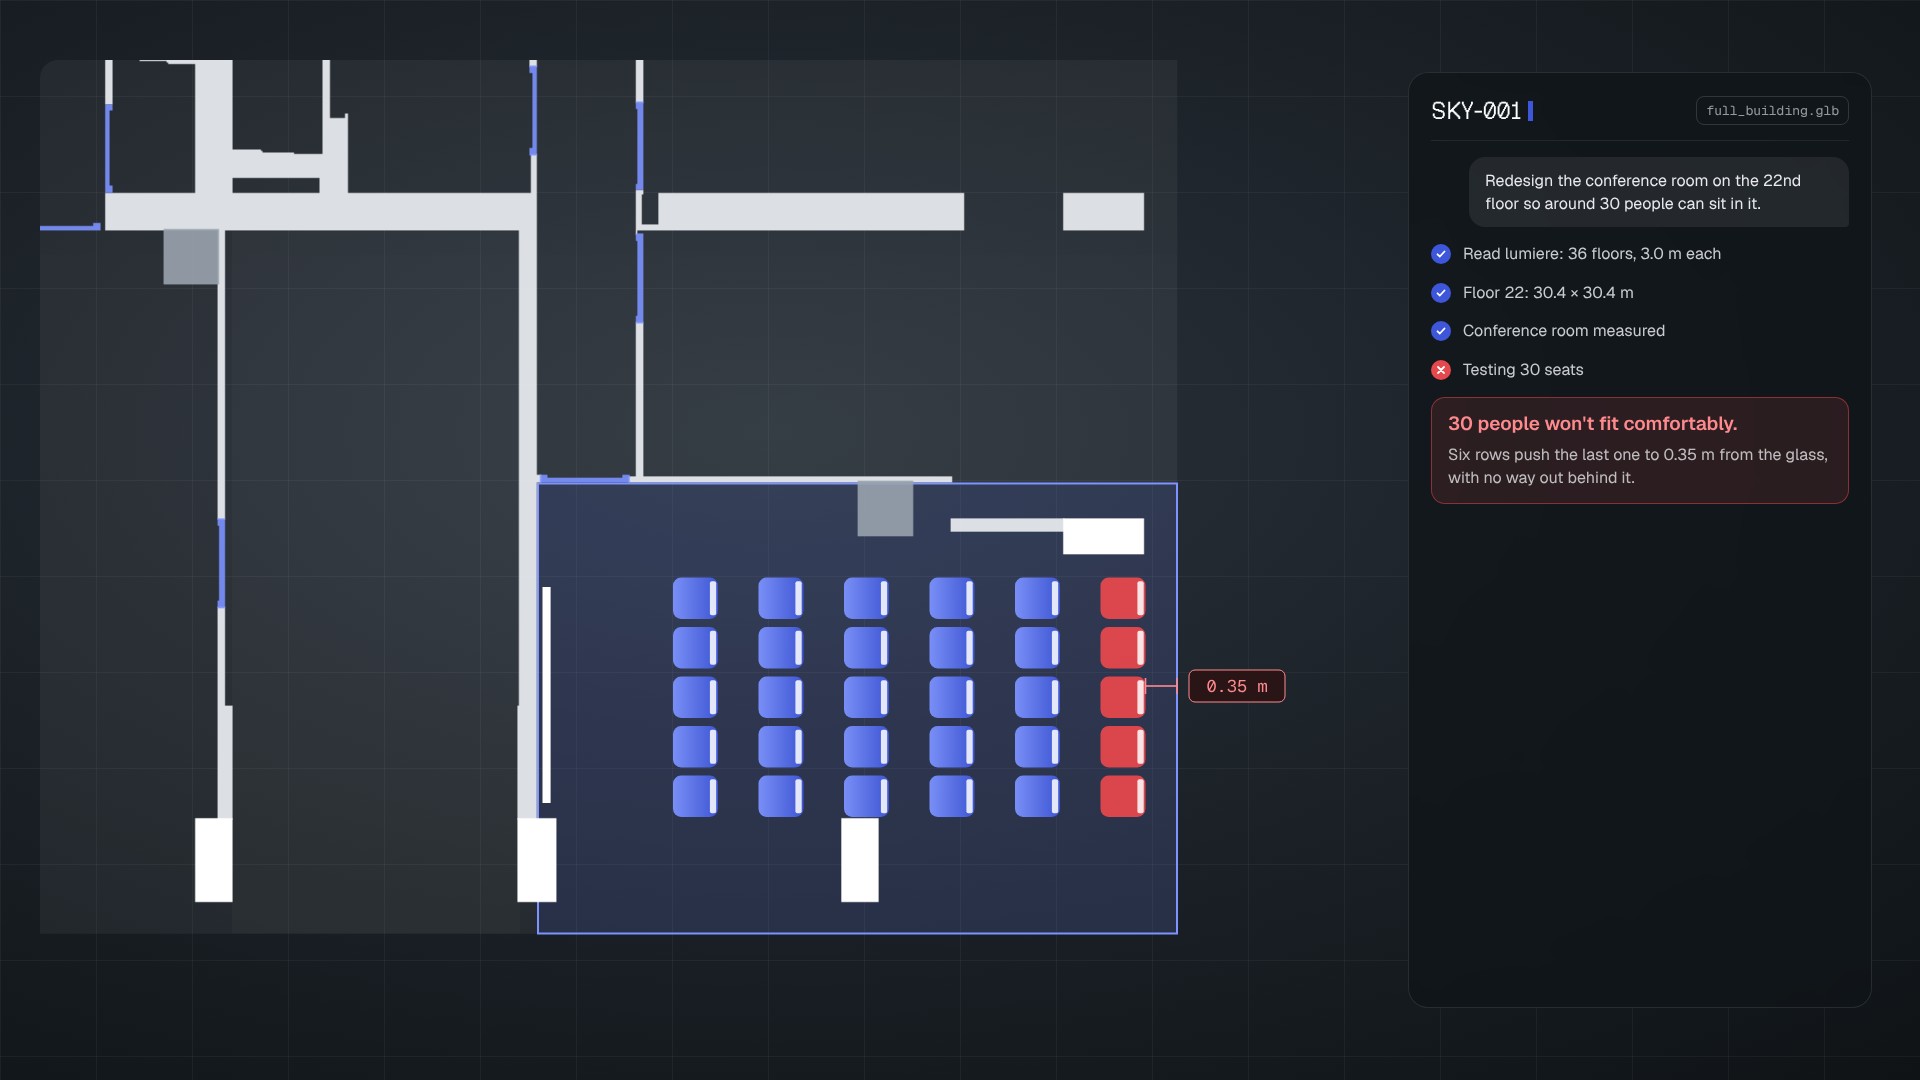 SKY-001
full_building.glb
Redesign the conference room on the 22nd
floor so around 30 people can sit in it.
Read lumiere: 36 floors, 3.0 m each
Floor 22: 30.4 × 30.4 m
Conference room measured
Testing 30 seats
30 people won't fit comfortably.
Six rows push the last one to 0.35 m from the glass,
with no way out behind it.
0.35 m